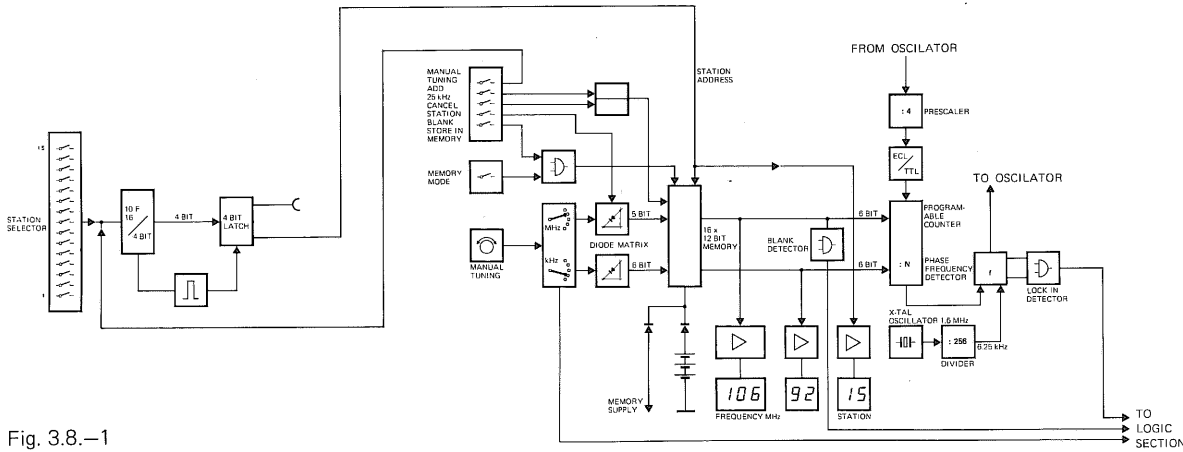 FROM OSCILATOR
MANUAL
TUNING
ADD
25 kHz
CANCEL
STATION
BLANK
STORE IN
MEMORY
STATION
ADDRESS
: 4
PRESCALER
ECL
TTL
15
STATION
SELECTOR
1
10 F
16
4 BIT
4 BIT
4 BIT
LATCH
MEMORY
MODE
TO OSCILATOR
MANUAL
TUNING
MHz
kHz
5 BIT
DIODE MATRIX
6 BIT
16 x
12 BIT
MEMORY
BLANK
DETECTOR
6 BIT
6 BIT
PROGRAM-
ABLE
COUNTER
: N
PHASE
FREQUENCY
DETECTOR
f
LOCK IN
DETECTOR
X-TAL
OSCILLATOR 1.6 MHz
: 256
6.25 kHz
DIVIDER
MEMORY
SUPPLY
106
92
15
FREQUENCY MHz
STATION
TO
LOGIC
SECTION
Fig. 3.8.—1